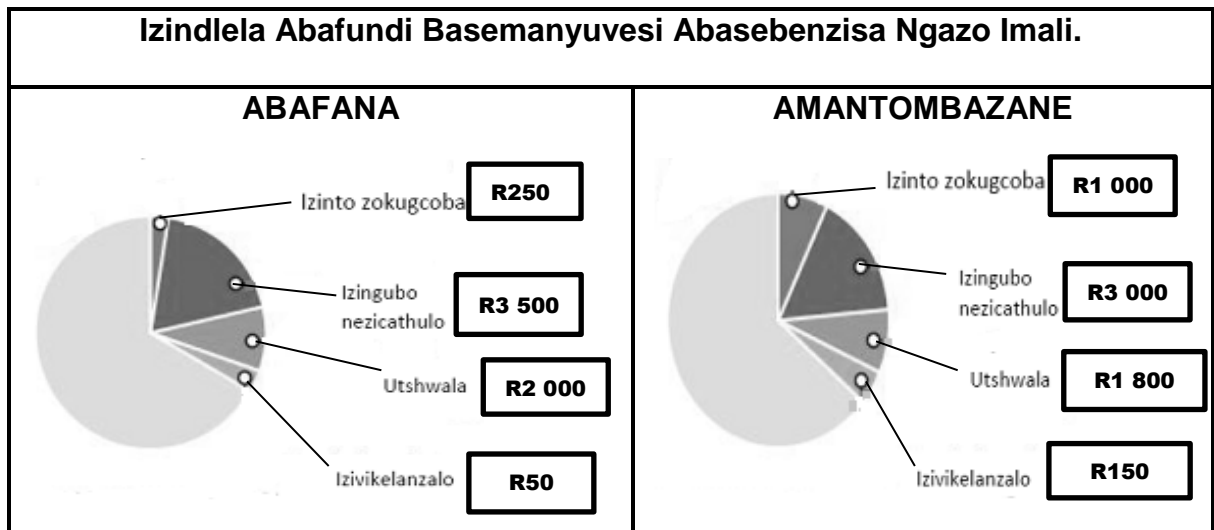 Izindlela Abafundi Basemanyuvesi Abasebenzisa Ngazo Imali.
ABAFANA
Izinto zokugcoba
R250
Izingubo
nezicathulo
R3 500
Utshwala
R2 000
Izivikelanzalo
R50
AMANTOMBAZANE
Izinto zokugcoba
R1 000
Izingubo
nezicathulo
R3 000
Utshwala
R1 800
Izivikelanzalo
R150